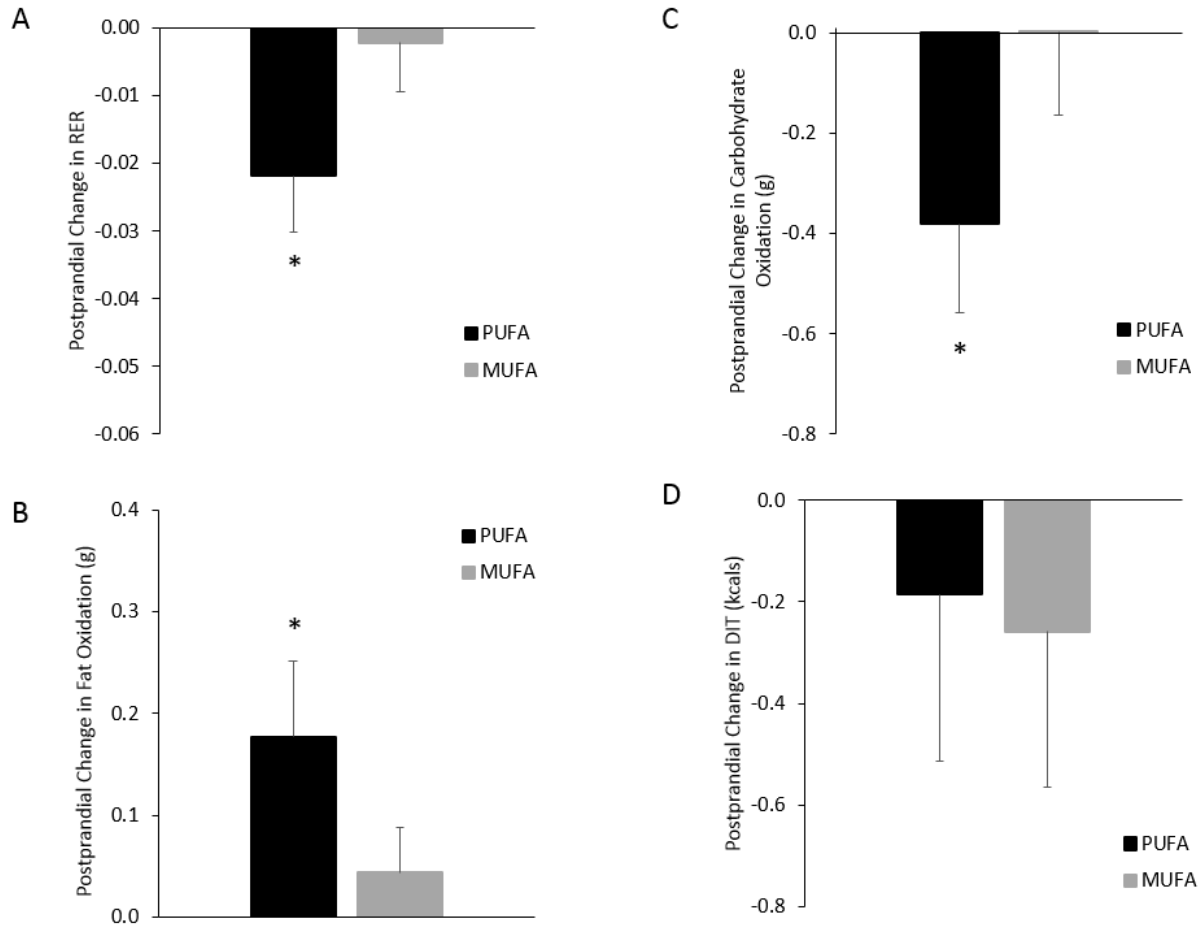 A
Postprandial Change in RER
0.00
-0.01
-0.02
-0.03
-0.04
-0.05
-0.06
*
PUFA
MUFA
B
Postprandial Change in Fat Oxidation (g)
0.4
0.3
0.2
0.1
0.0
*
PUFA
MUFA
C
Postprandial Change in Carbohydrate
Oxidation (g)
0.0
-0.2
-0.4
-0.6
-0.8
*
PUFA
MUFA
D
Postprandial Change in DIT (kcals)
0.0
-0.2
-0.4
-0.6
-0.8
PUFA
MUFA